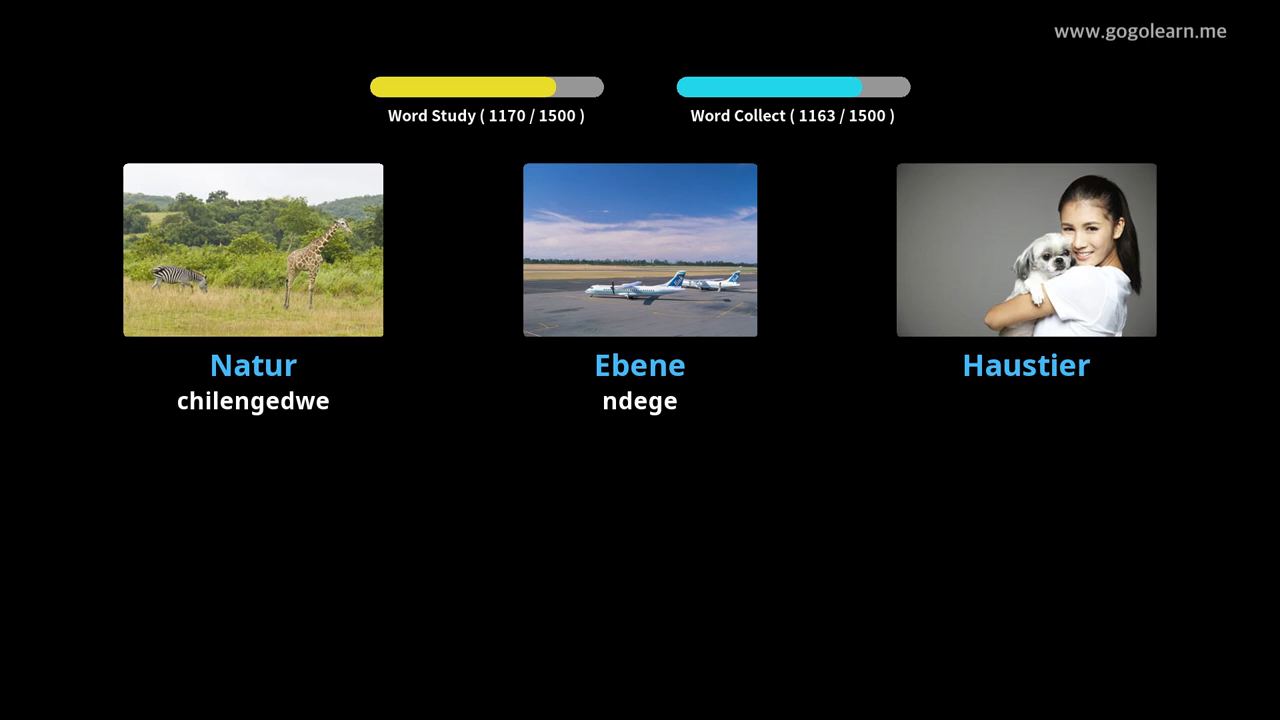 www.gogolearn.me
Word Study ( 1170 / 1500 )
Word Collect ( 1163 / 1500 )
Natur
chilengedwe
Ebene
ndege
Haustier